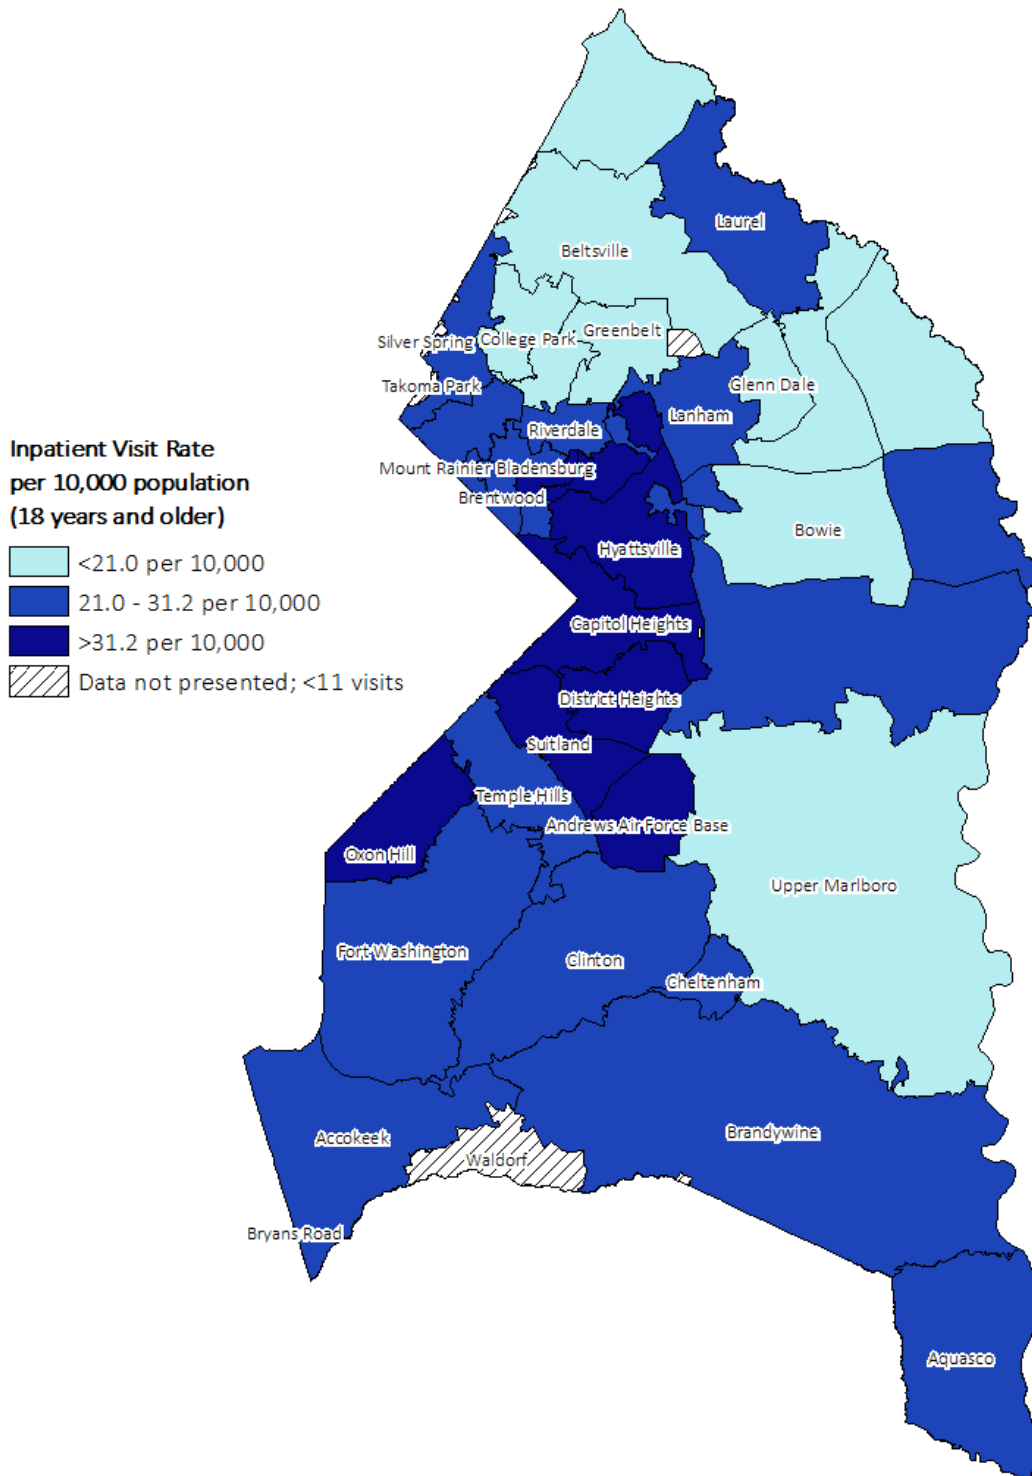 Laurel
Beltsville
Silver Spring
College Park
Greenbelt
Takoma Park
Glenn Dale
Lanham
Riverdale
Mount Rainier
Bladensburg
Brentwood
Bowie
Hyattsville
Capitol Heights
District Heights
Suitland
Temple Hills
Andrews Air Force Base
Oxon Hill
Upper Marlboro
Fort Washington
Clinton
Cheltenham
Accokeek
Brandywine
Waldorf
Bryans Road
Aquasco
Inpatient Visit Rate
per 10,000 population
(18 years and older)
<21.0 per 10,000
21.0 - 31.2 per 10,000
>31.2 per 10,000
Data not presented; <11 visits